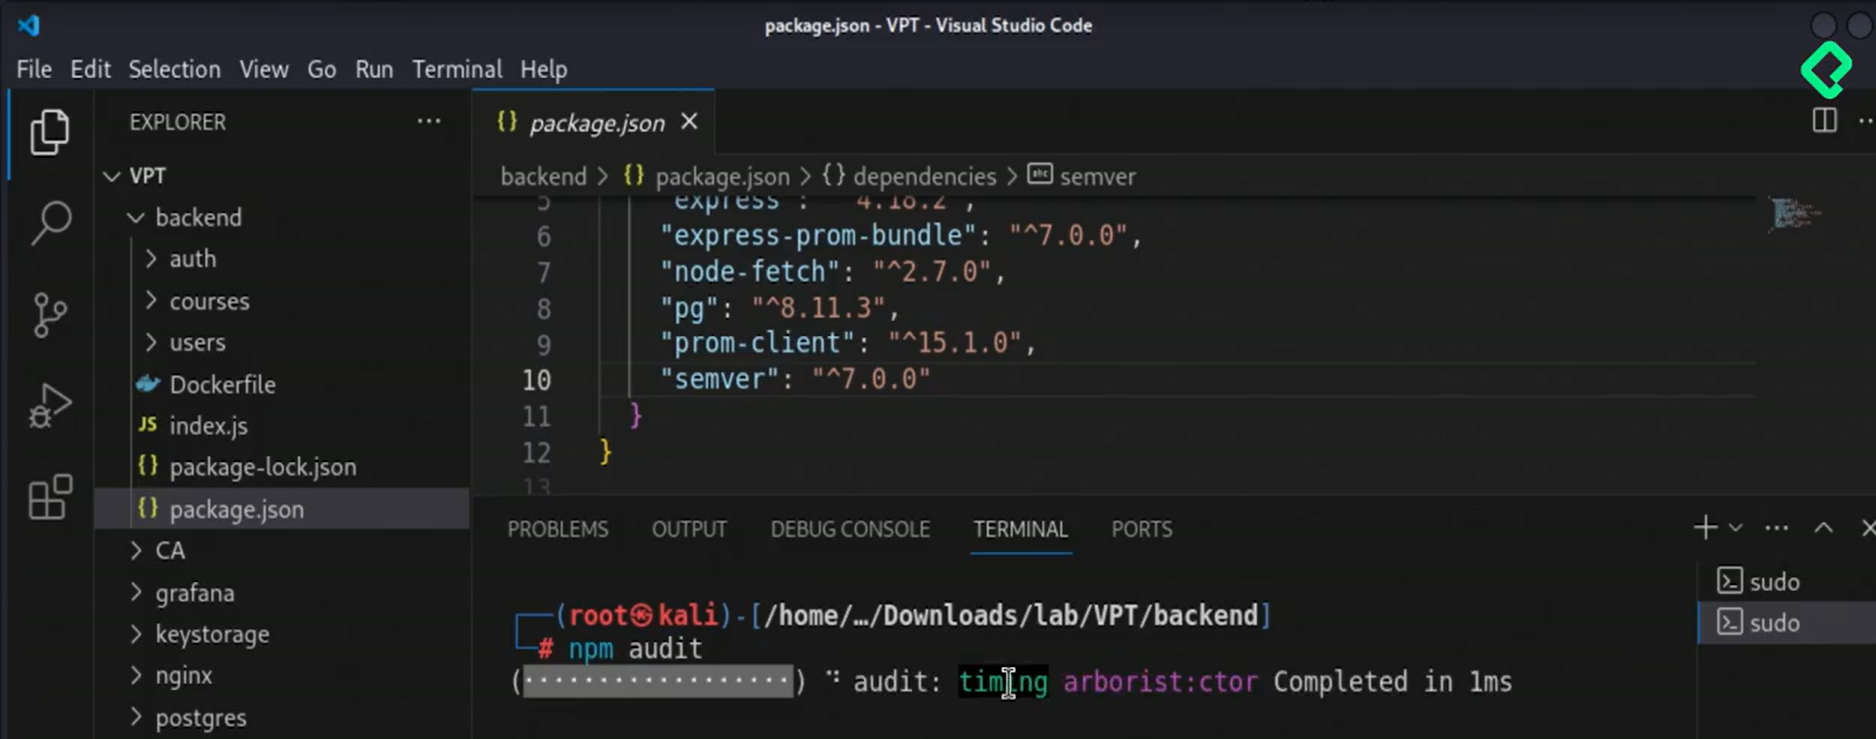 package.json - VPT - Visual Studio Code
File Edit Selection View Go Run Terminal Help
EXPLORER ...
VPT
backend
auth
courses
users
Dockerfile
JS index.js
{} package-lock.json
{} package.json
CA
grafana
keystorage
nginx
postgres
{} package.json ×
backend > {} package.json > {} dependencies > abc semver
5 "express": "4.18.2",
6 "express-prom-bundle": "^7.0.0",
7 "node-fetch": "^2.7.0",
8 "pg": "^8.11.3",
9 "prom-client": "^15.1.0",
10 "semver": "^7.0.0"
11 }
12 }
13
PROBLEMS OUTPUT DEBUG CONSOLE TERMINAL PORTS
(root㉿kali)-[/home/…/Downloads/lab/VPT/backend]
# npm audit
(··················) ⠙ audit: timing arborist:ctor Completed in 1ms
sudo
sudo